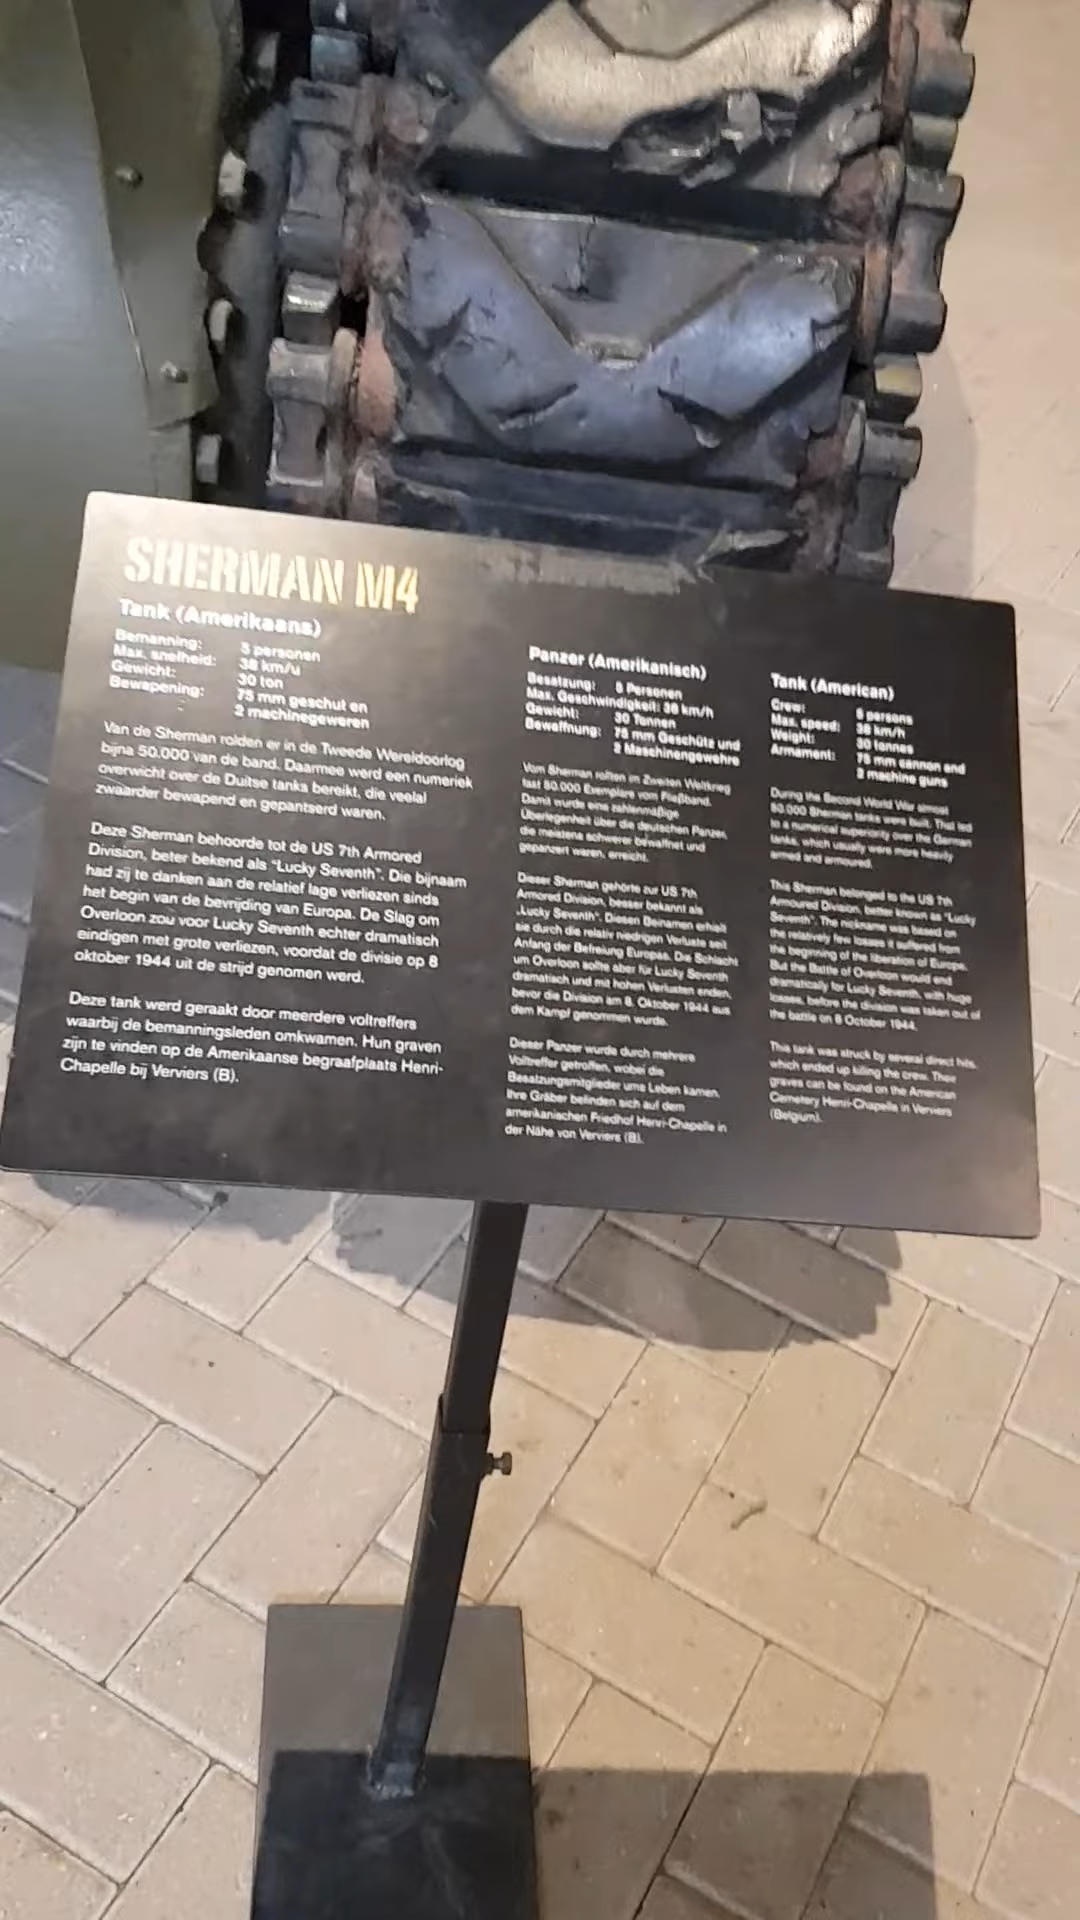 SHERMAN M4
Tank (Amerikaans)
Bemanning: 5 personen
Max. snelheid: 38 km/u
Gewicht: 30 ton
Bewapening: 75 mm geschut en
2 machinegeweren
Van de Sherman rolden er in de Tweede Wereldoorlog
bijna 50.000 van de band. Daarmee werd een numeriek
overwicht over de Duitse tanks bereikt, die veelal
zwaarder bewapend en gepantserd waren.
Deze Sherman behoorde tot de US 7th Armored
Division, beter bekend als "Lucky Seventh". Die bijnaam
had zij te danken aan de relatief lage verliezen sinds
het begin van de bevrijding van Europa. De Slag om
Overloon zou voor Lucky Seventh echter dramatisch
eindigen met grote verliezen, voordat de divisie op 8
oktober 1944 uit de strijd genomen werd.
Deze tank werd geraakt door meerdere voltreffers
waarbij de bemanningsleden omkwamen. Hun graven
zijn te vinden op de Amerikaanse begraafplaats Henri-
Chapelle bij Verviers (B).
Panzer (Amerikanisch)
Besatzung: 5 Personen
Max. Geschwindigkeit: 38 km/h
Gewicht: 30 Tonnen
Bewaffnung: 75 mm Geschütz und
2 Maschinengewehre
Vom Sherman rollten im Zweiten Weltkrieg
fast 50.000 Exemplare vom Fließband.
Damit wurde eine zahlenmäßige
Überlegenheit über die deutschen Panzer,
die meistens schwerer bewaffnet und
gepanzert waren, erreicht.
Dieser Sherman gehörte zur US 7th
Armored Division, besser bekannt als
„Lucky Seventh". Diesen Beinamen erhielt
sie durch die relativ niedrigen Verluste seit
Anfang der Befreiung Europas. Die Schlacht
um Overloon sollte aber für Lucky Seventh
dramatisch und mit hohen Verlusten enden,
bevor die Division am 8. Oktober 1944 aus
dem Kampf genommen wurde.
Dieser Panzer wurde durch mehrere
Volltreffer getroffen, wobei die
Besatzungsmitglieder ums Leben kamen.
Ihre Gräber befinden sich auf dem
amerikanischen Friedhof Henri-Chapelle in
der Nähe von Verviers (B).
Tank (American)
Crew: 5 persons
Max. speed: 38 km/h
Weight: 30 tonnes
Armament: 75 mm cannon and
2 machine guns
During the Second World War almost
50.000 Sherman tanks were built. That led
to a numerical superiority over the German
tanks, which usually were more heavily
armed and armoured.
This Sherman belonged to the US 7th
Armoured Division, better known as "Lucky
Seventh". The nickname was based on
the relatively few losses it suffered from
the beginning of the liberation of Europe.
But the Battle of Overloon would end
dramatically for Lucky Seventh, with huge
losses, before the division was taken out of
the battle on 8 October 1944.
This tank was struck by several direct hits,
which ended up killing the crew. Their
graves can be found on the American
Cemetery Henri-Chapelle in Verviers
(Belgium).